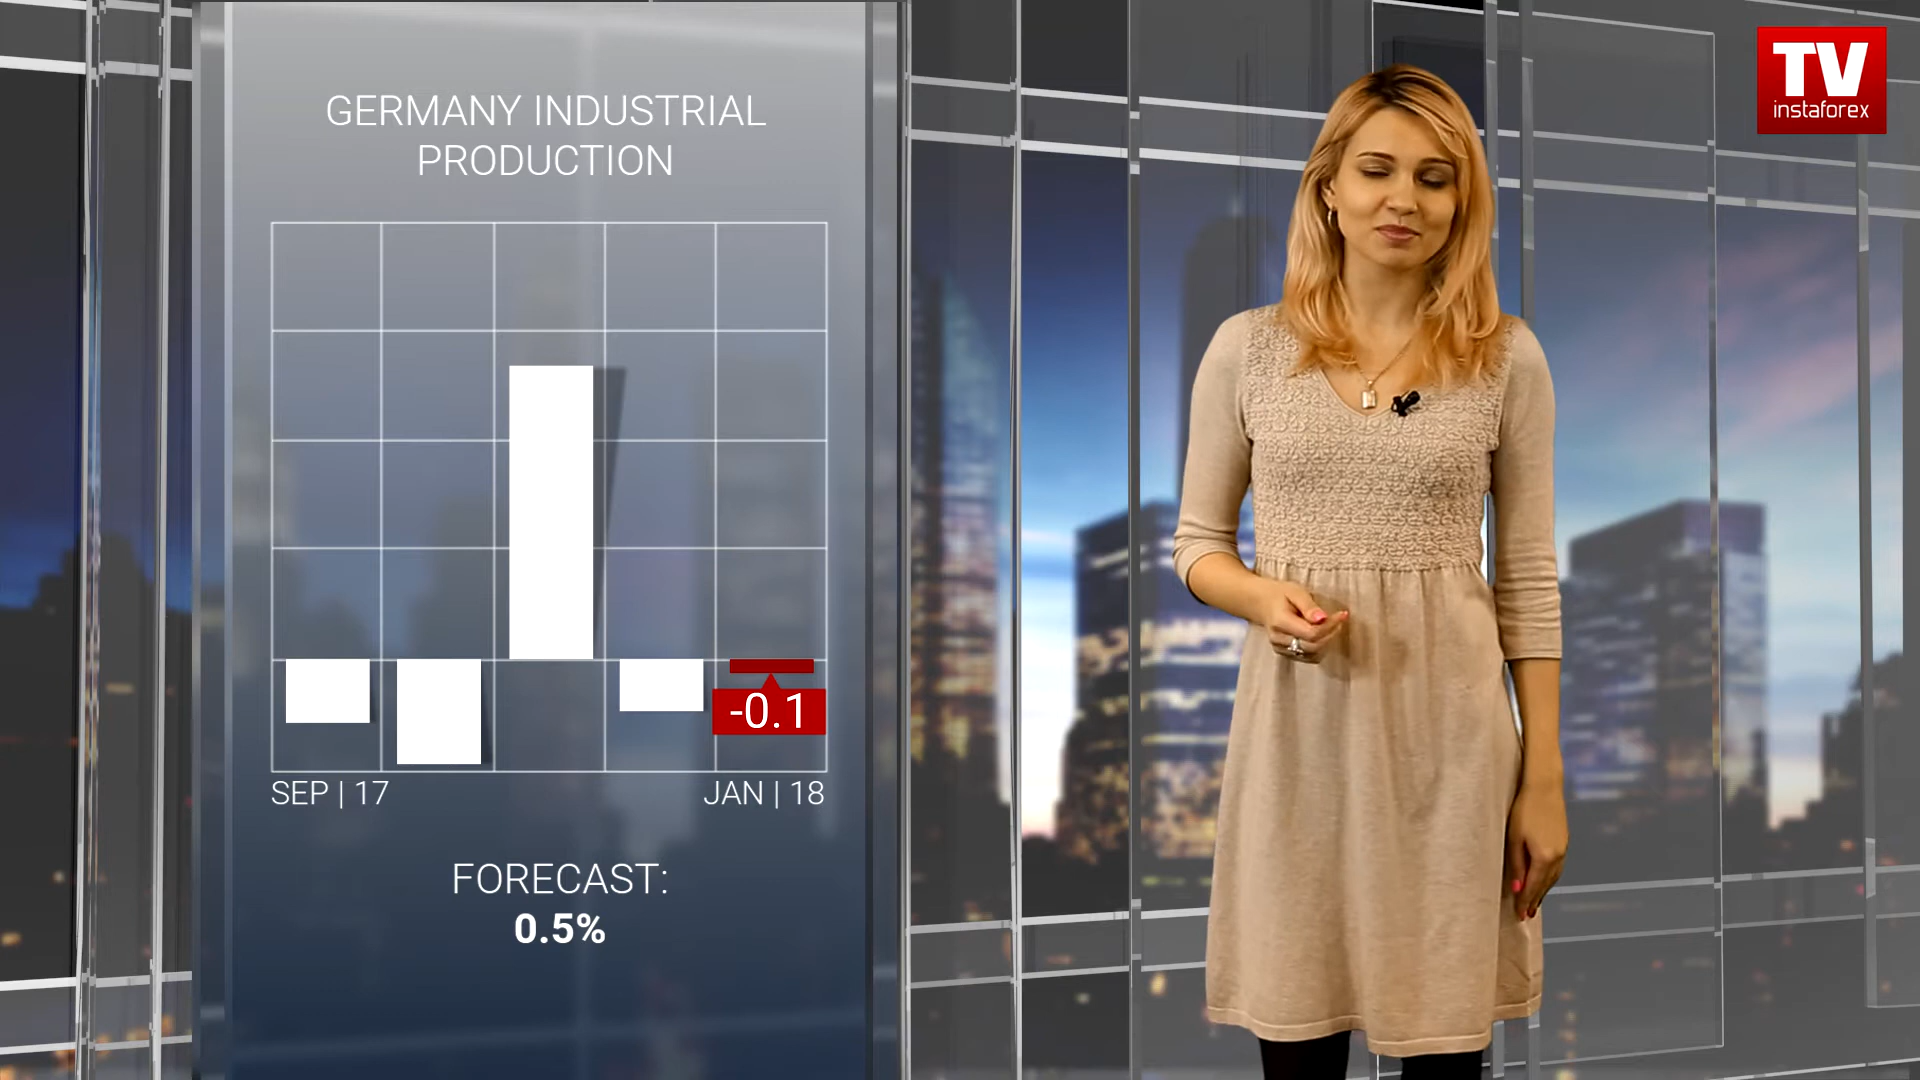 GERMANY INDUSTRIAL
PRODUCTION
-0.1
SEP | 17
JAN | 18
FORECAST:
0.5%
TV
instaforex